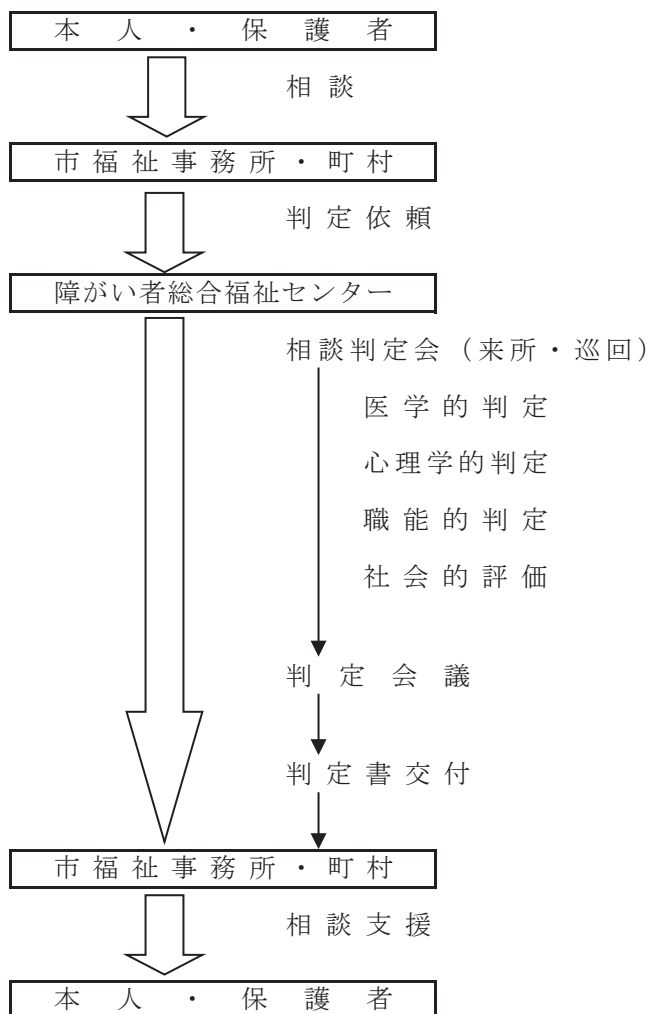 本人・保護者
相談
市福祉事務所・町村
判定依頼
障がい者総合福祉センター
相談判定会（来所・巡回）
医学的判定
心理学的判定
職能的判定
社会的評価
判定会議
判定書交付
市福祉事務所・町村
相談支援
本人・保護者